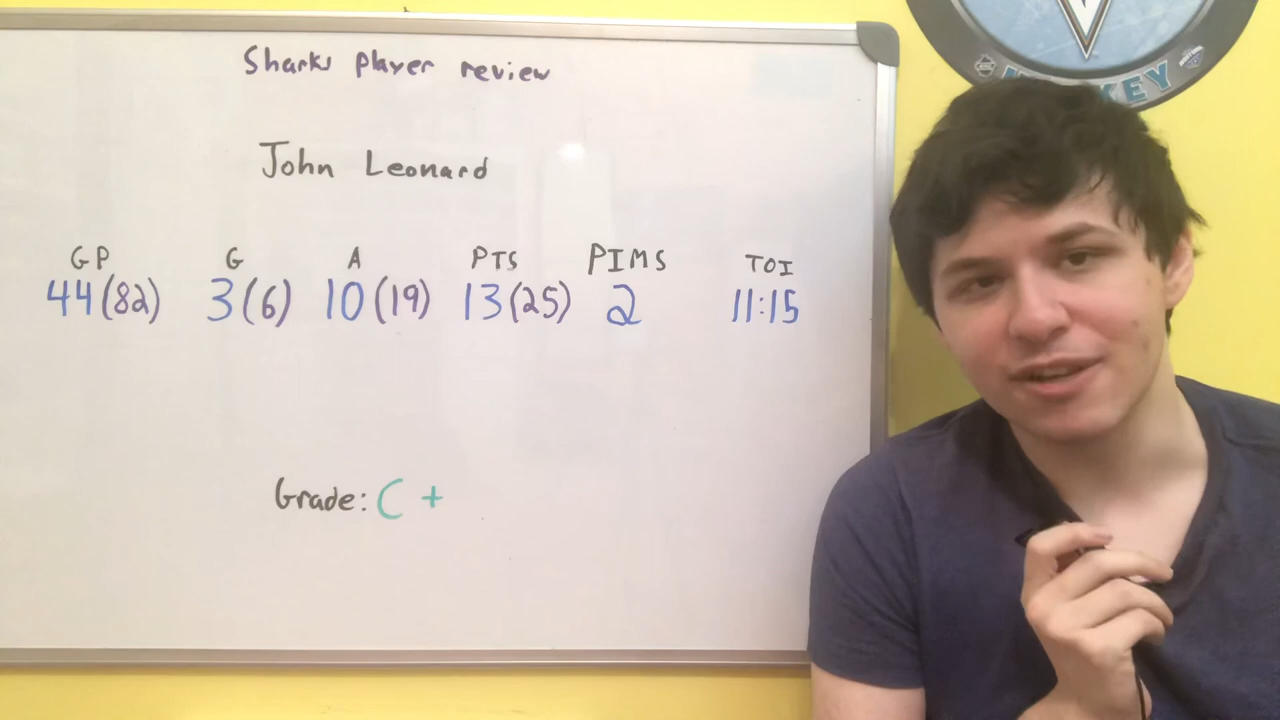 Sharks player review
John Leonard
GP G A PTS PIMS TOI
44(82) 3(6) 10(19) 13(25) 2 11:15
Grade: C +